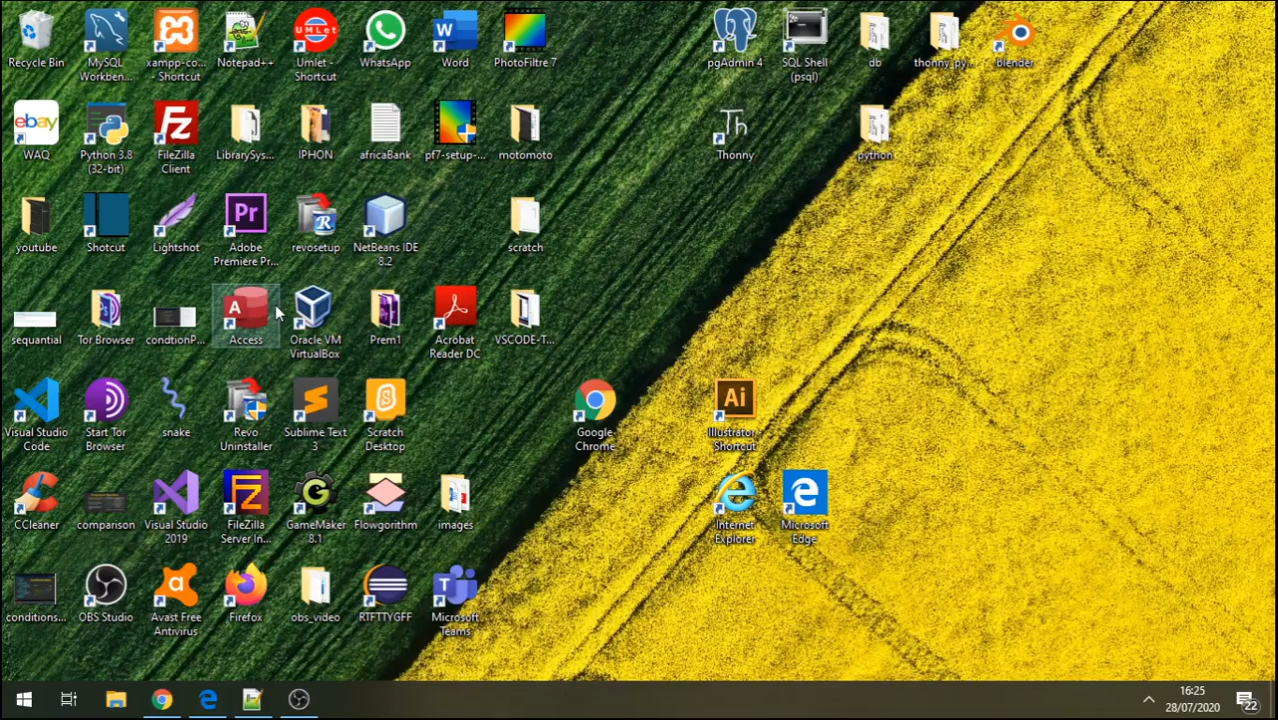 Recycle Bin
MySQL
Workben...
xampp-co...
- Shortcut
Notepad++
UMLet
Umlet -
Shortcut
WhatsApp
Word
PhotoFiltre 7
pgAdmin 4
SQL Shell
(psql)
db
thonny_py...
blender
ebay
WAQ
Python 3.8
(32-bit)
FileZilla
Client
LibrarySys...
IPHON
africaBank
pf7-setup-...
motomoto
Th
Thonny
python
youtube
Shotcut
Lightshot
Pr
Adobe
Premiere Pr...
revosetup
NetBeans IDE
8.2
scratch
sequantial
Tor Browser
condtionP...
A
Access
Oracle VM
VirtualBox
Prem1
Acrobat
Reader DC
VSCODE-T...
Visual Studio
Code
Start Tor
Browser
snake
Revo
Uninstaller
Sublime Text
3
Scratch
Desktop
Google
Chrome
Ai
Illustrator -
Shortcut
CCleaner
comparison
Visual Studio
2019
FileZilla
Server In...
GameMaker
8.1
Flowgorithm
images
Internet
Explorer
Microsoft
Edge
conditions...
OBS Studio
Avast Free
Antivirus
Firefox
obs_video
RTFTTYGFF
Microsoft
Teams
16:25
28/07/2020
22